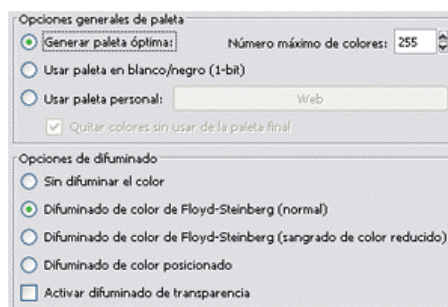 Opciones generales de paleta
Generar paleta óptima: Número máximo de colores: 255
Usar paleta en blanco/negro (1-bit)
Usar paleta personal: Web
Quitar colores sin usar de la paleta final
Opciones de difuminado
Sin difuminar el color
Difuminado de color de Floyd-Steinberg (normal)
Difuminado de color de Floyd-Steinberg (sangrado de color reducido)
Difuminado de color posicionado
Activar difuminado de transparencia